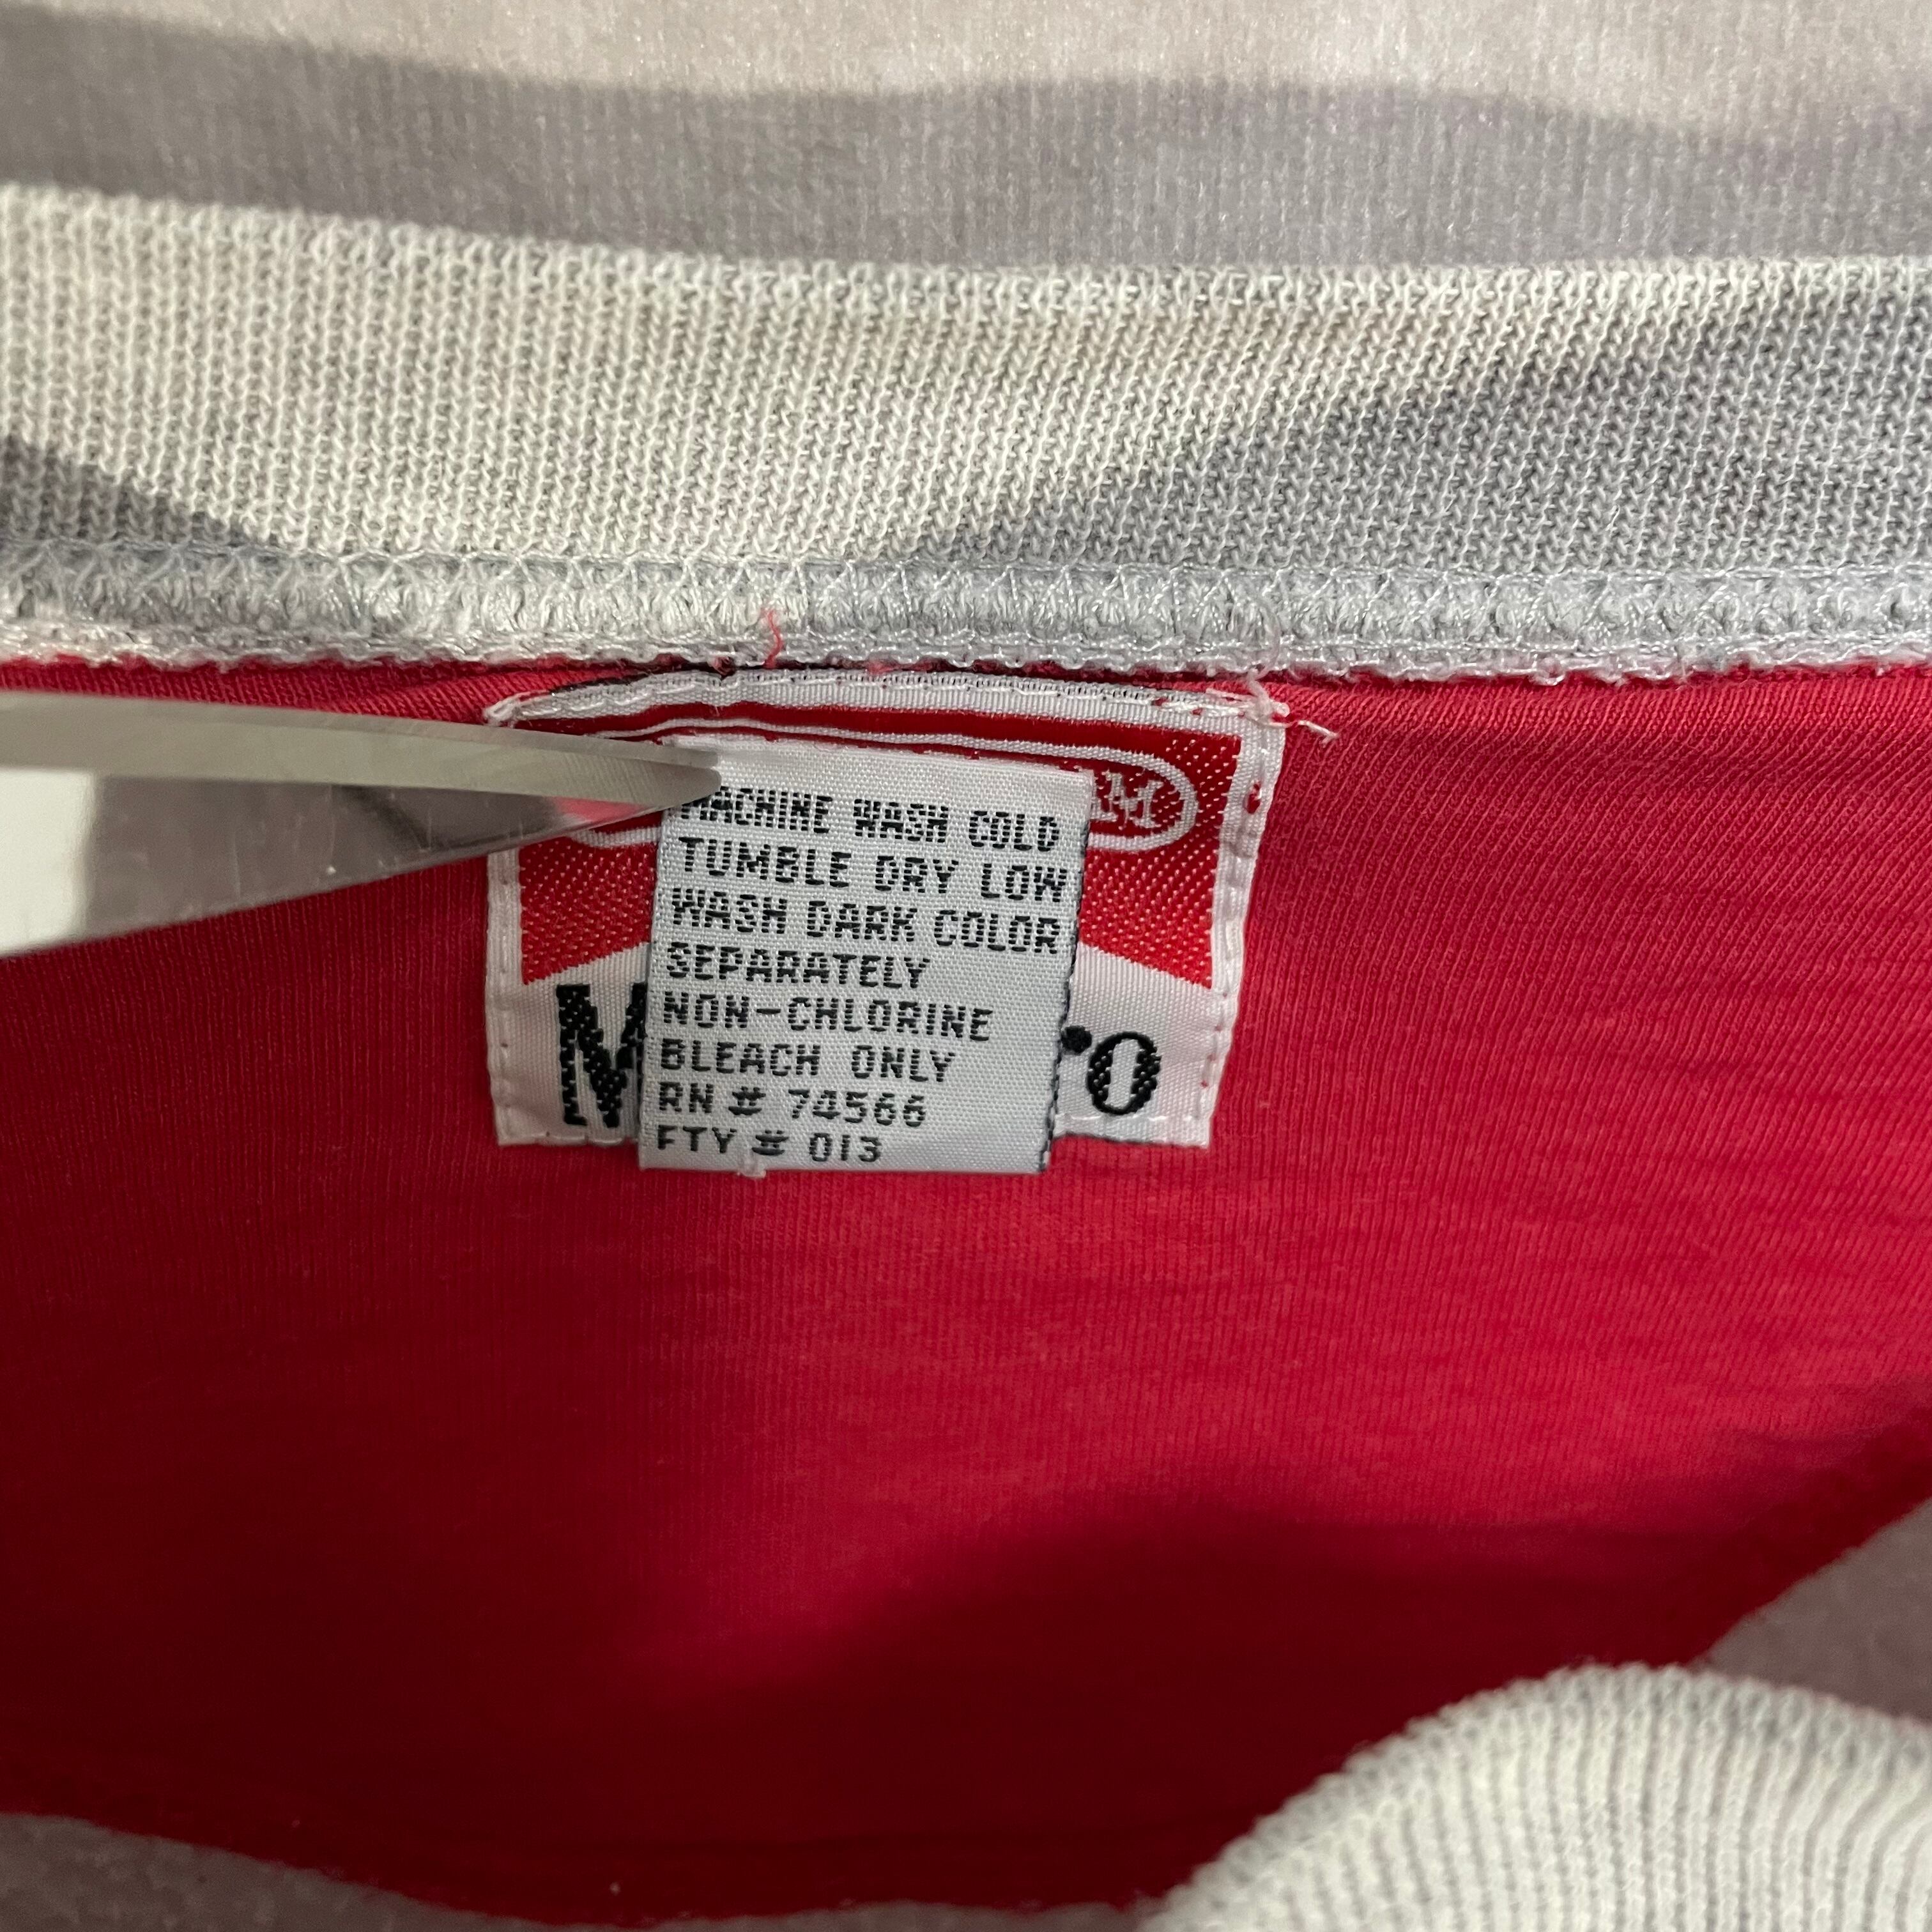 MACHINE WASH COLD
TUMBLE DRY LOW
WASH DARK COLOR
SEPARATELY
NON-CHLORINE
BLEACH ONLY
RN # 74566
FTY # 013